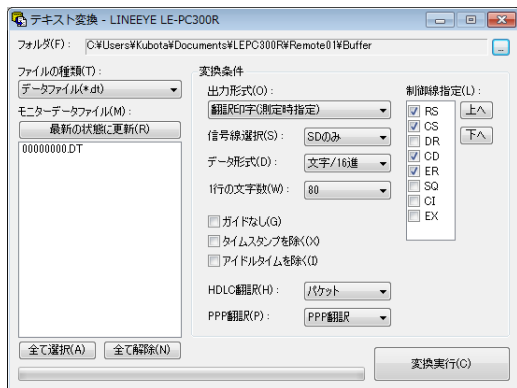 テキスト変換 - LINEEYE LE-PC300R
フォルダ(F) : C:¥Users¥Kubota¥Documents¥LEPC300R¥Remote01¥Buffer ...
ファイルの種類(T) :
データファイル(*.dt)
モニターデータファイル(M) :
最新の状態に更新(R)
00000000.DT
全て選択(A) 全て解除(N)
変換条件
出力形式(O) :
翻訳印字(測定時指定)
信号線選択(S) : SDのみ
データ形式(D) : 文字/16進
1行の文字数(W) : 80
ガイドなし(G)
タイムスタンプを除く(X)
アイドルタイムを除く(I)
HDLC翻訳(H) : パケット
PPP翻訳(P) : PPP翻訳
制御線指定(L) :
RS
CS
DR
CD
ER
SQ
CI
EX
上へ
下へ
変換実行(C)